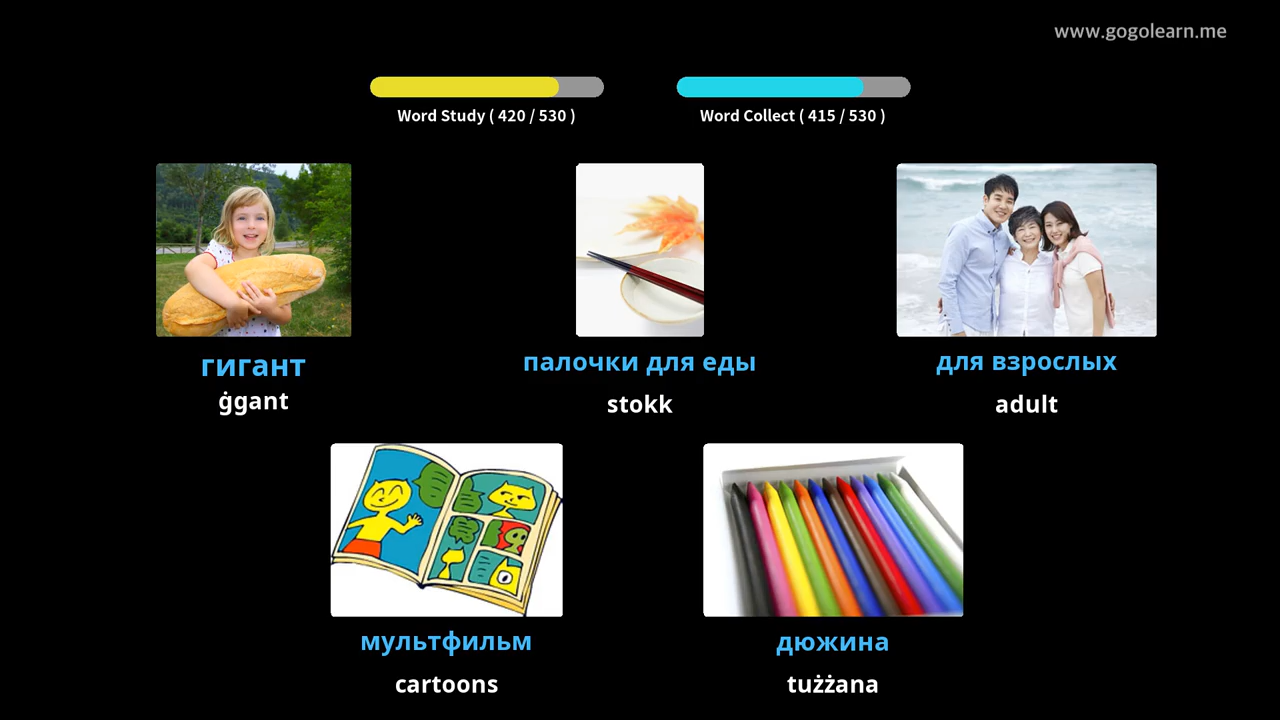 www.gogolearn.me
Word Study ( 420 / 530 )
Word Collect ( 415 / 530 )
гигант
ġgant
палочки для еды
stokk
для взрослых
adult
мультфильм
cartoons
дюжина
tużżana